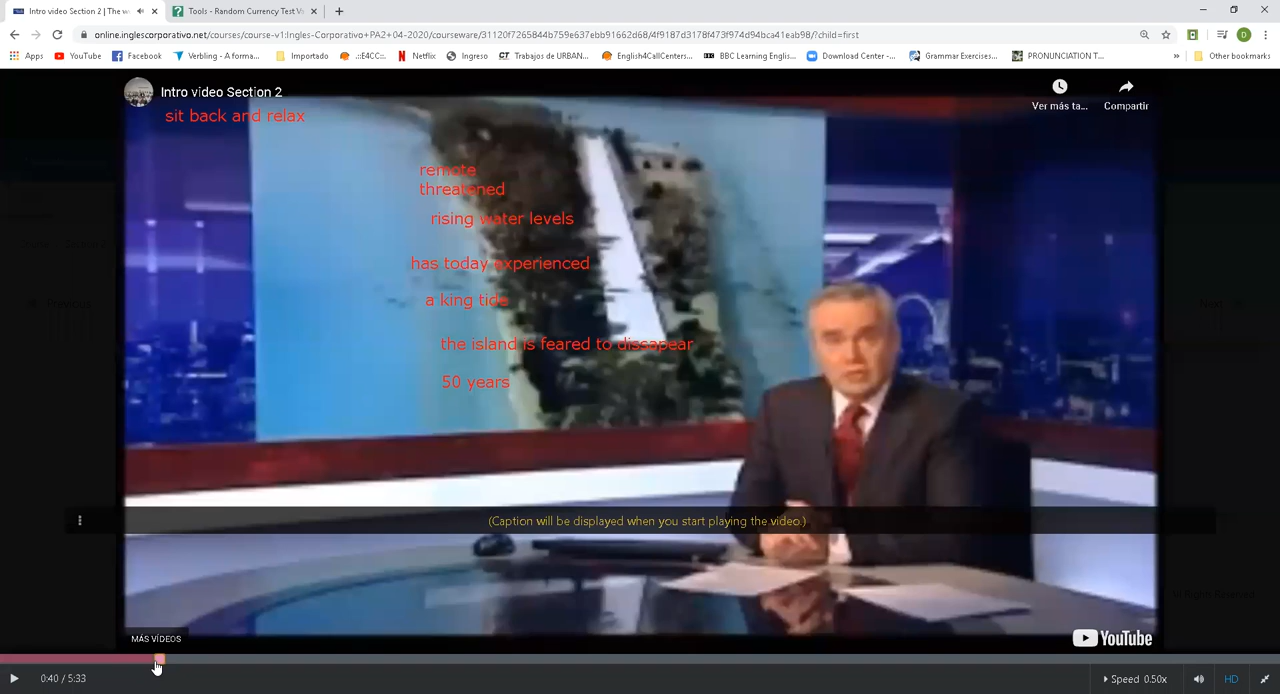 Intro video Section 2 | The w
Tools - Random Currency Test V
online.inglescorporativo.net/courses/course-v1:Ingles-Corporativo+PA2+04-2020/courseware/31120f7265844b759e637ebb91662d68/4f9187d3178f473f974d94bca41eab98/?child=first
D
Apps
YouTube
Facebook
Verbling - A forma...
Importado
.::E4CC::.
Netflix
Ingreso
CT Trabajos de URBAN...
English4CallCenters...
BBC Learning Englis...
Download Center -...
Grammar Exercises...
PRONUNCIATION T...
»
Other bookmarks
Intro video Section 2
Ver más ta...
Compartir
sit back and relax
remote
threatened
rising water levels
has today experienced
a king tide
the island is feared to dissapear
50 years
(Caption will be displayed when you start playing the video.)
MÁS VÍDEOS
YouTube
0:40 / 5:33
Speed 0.50x
HD